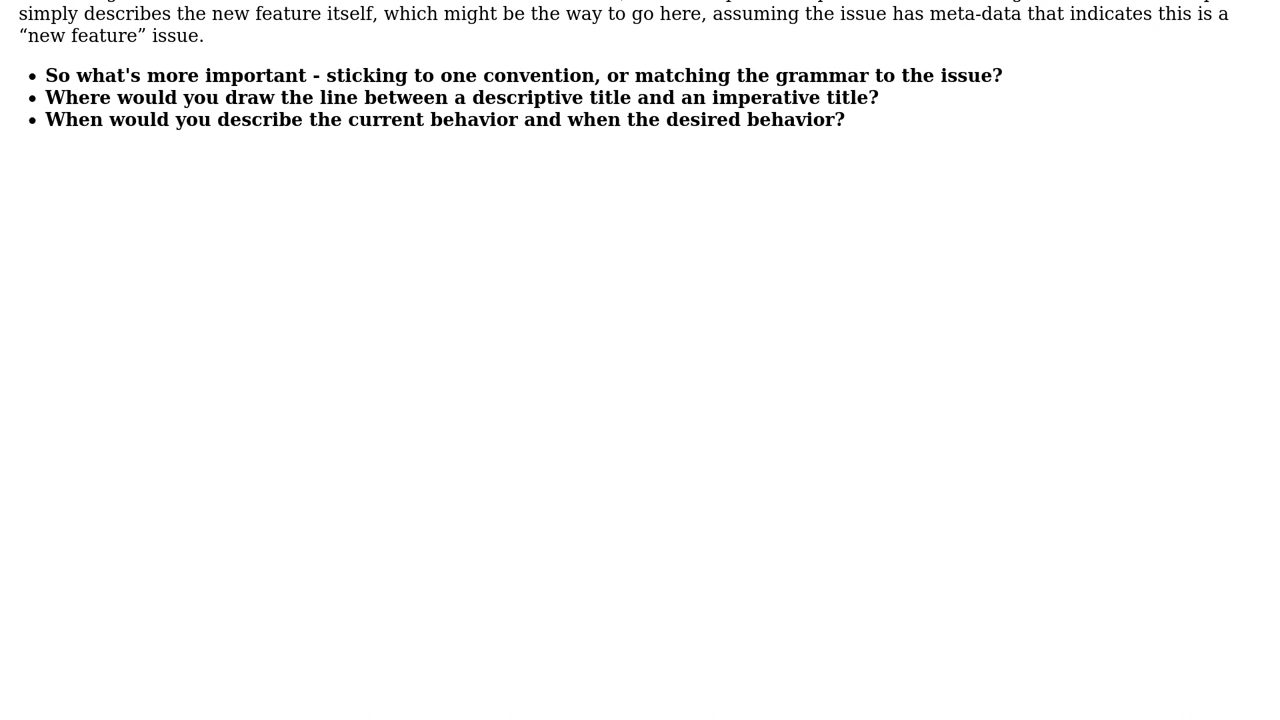 simply describes the new feature itself, which might be the way to go here, assuming the issue has meta-data that indicates this is a
“new feature” issue.
• So what's more important - sticking to one convention, or matching the grammar to the issue?
• Where would you draw the line between a descriptive title and an imperative title?
• When would you describe the current behavior and when the desired behavior?